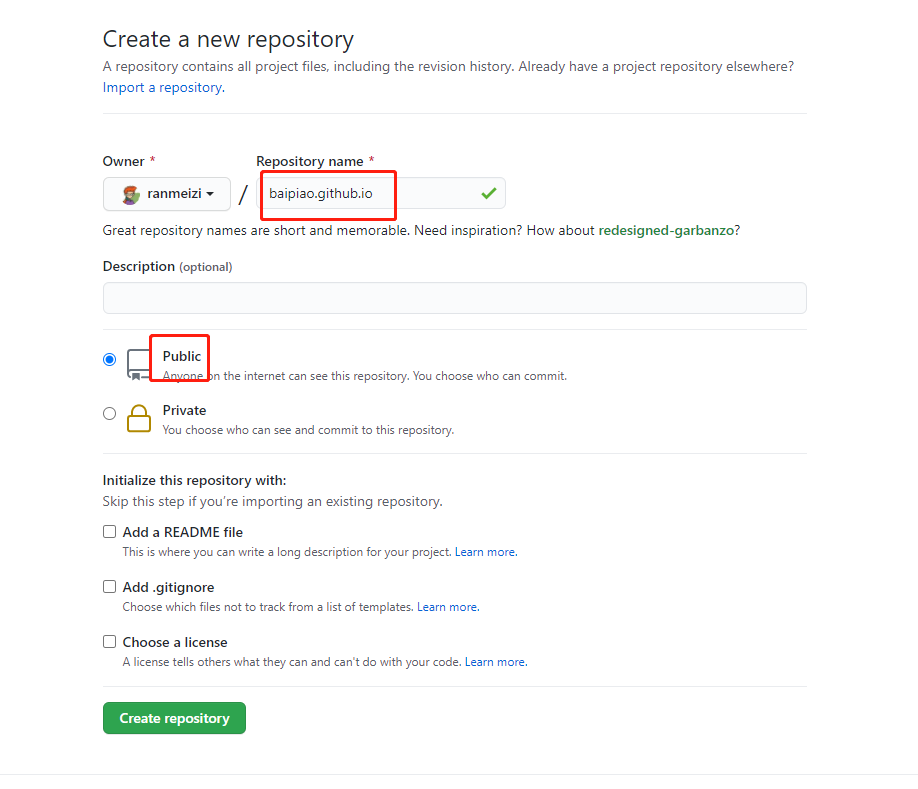 Create a new repository
A repository contains all project files, including the revision history. Already have a project repository elsewhere?
Import a repository.
Owner * Repository name *
ranmeizi / baipiao.github.io
Great repository names are short and memorable. Need inspiration? How about redesigned-garbanzo?
Description (optional)
Public
Anyone on the internet can see this repository. You choose who can commit.
Private
You choose who can see and commit to this repository.
Initialize this repository with:
Skip this step if you’re importing an existing repository.
Add a README file
This is where you can write a long description for your project. Learn more.
Add .gitignore
Choose which files not to track from a list of templates. Learn more.
Choose a license
A license tells others what they can and can't do with your code. Learn more.
Create repository